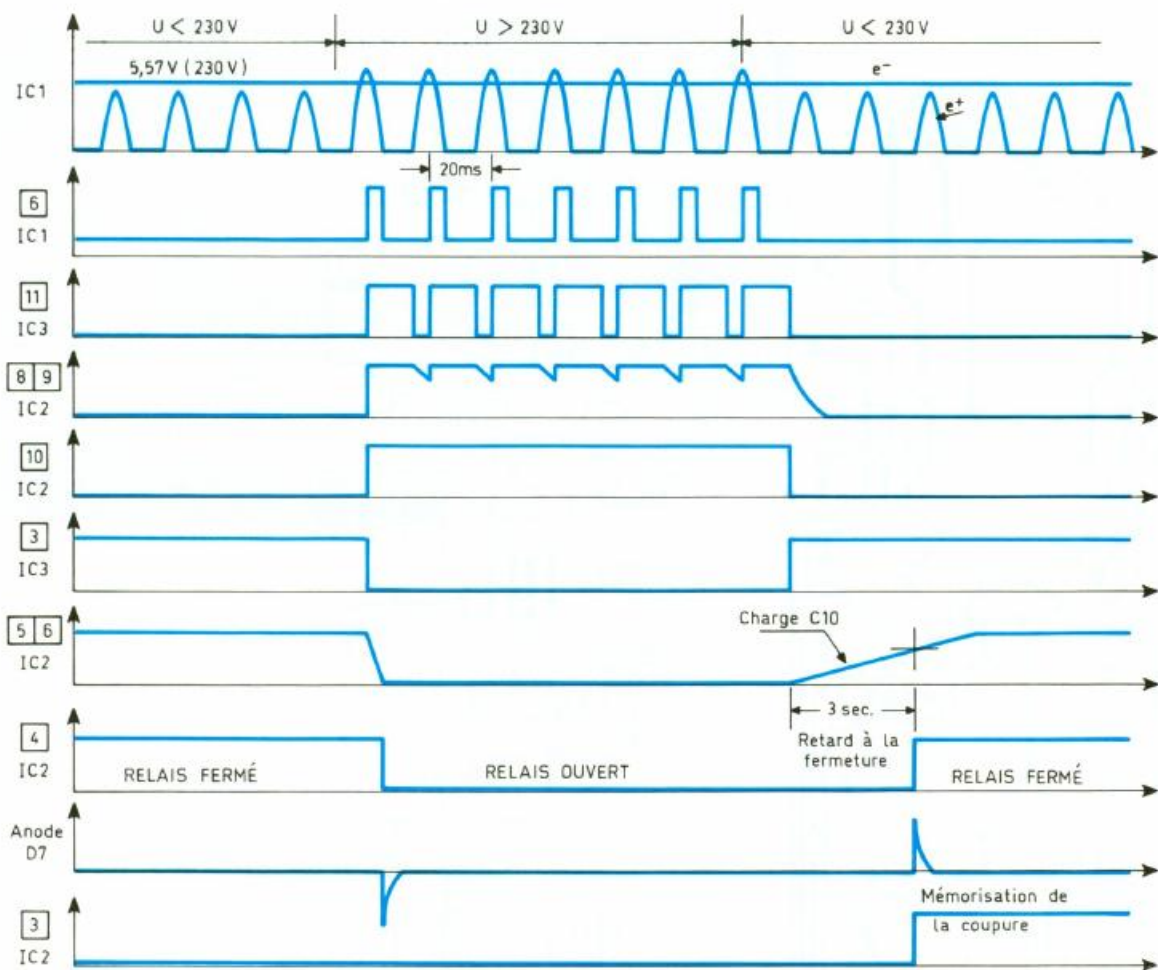 U < 230 V
U > 230 V
U < 230 V
5,57 V (230 V)
e⁻
IC1
e⁺
20ms
6
IC1
11
IC3
8 9
IC2
10
IC2
3
IC3
5 6
IC2
Charge C10
3 sec.
4
IC2
Retard à la
fermeture
RELAIS FERMÉ
RELAIS OUVERT
RELAIS FERMÉ
Anode
D7
Mémorisation de
la coupure
3
IC2